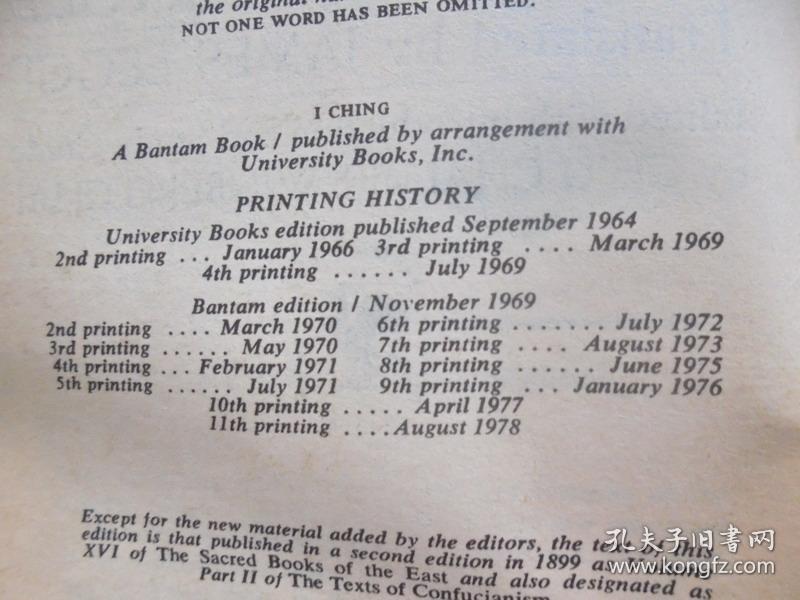 the original
NOT ONE WORD HAS BEEN OMITTED.
I CHING
A Bantam Book / published by arrangement with
University Books, Inc.
PRINTING HISTORY
University Books edition published September 1964
2nd printing ... January 1966 3rd printing .... March 1969
4th printing ...... July 1969
Bantam edition / November 1969
2nd printing .... March 1970 6th printing ....... July 1972
3rd printing ...... May 1970 7th printing .... August 1973
4th printing ... February 1971 8th printing ...... June 1975
5th printing ...... July 1971 9th printing ... January 1976
10th printing ..... April 1977
11th printing ....August 1978
Except for the new material added by the editors, the this
edition is that published in a second edition in 1899 as
XVI of The Sacred Books of the East and also designated as
Part II of The Texts of Confucianism
孔夫子旧書网
www.kongfz.com